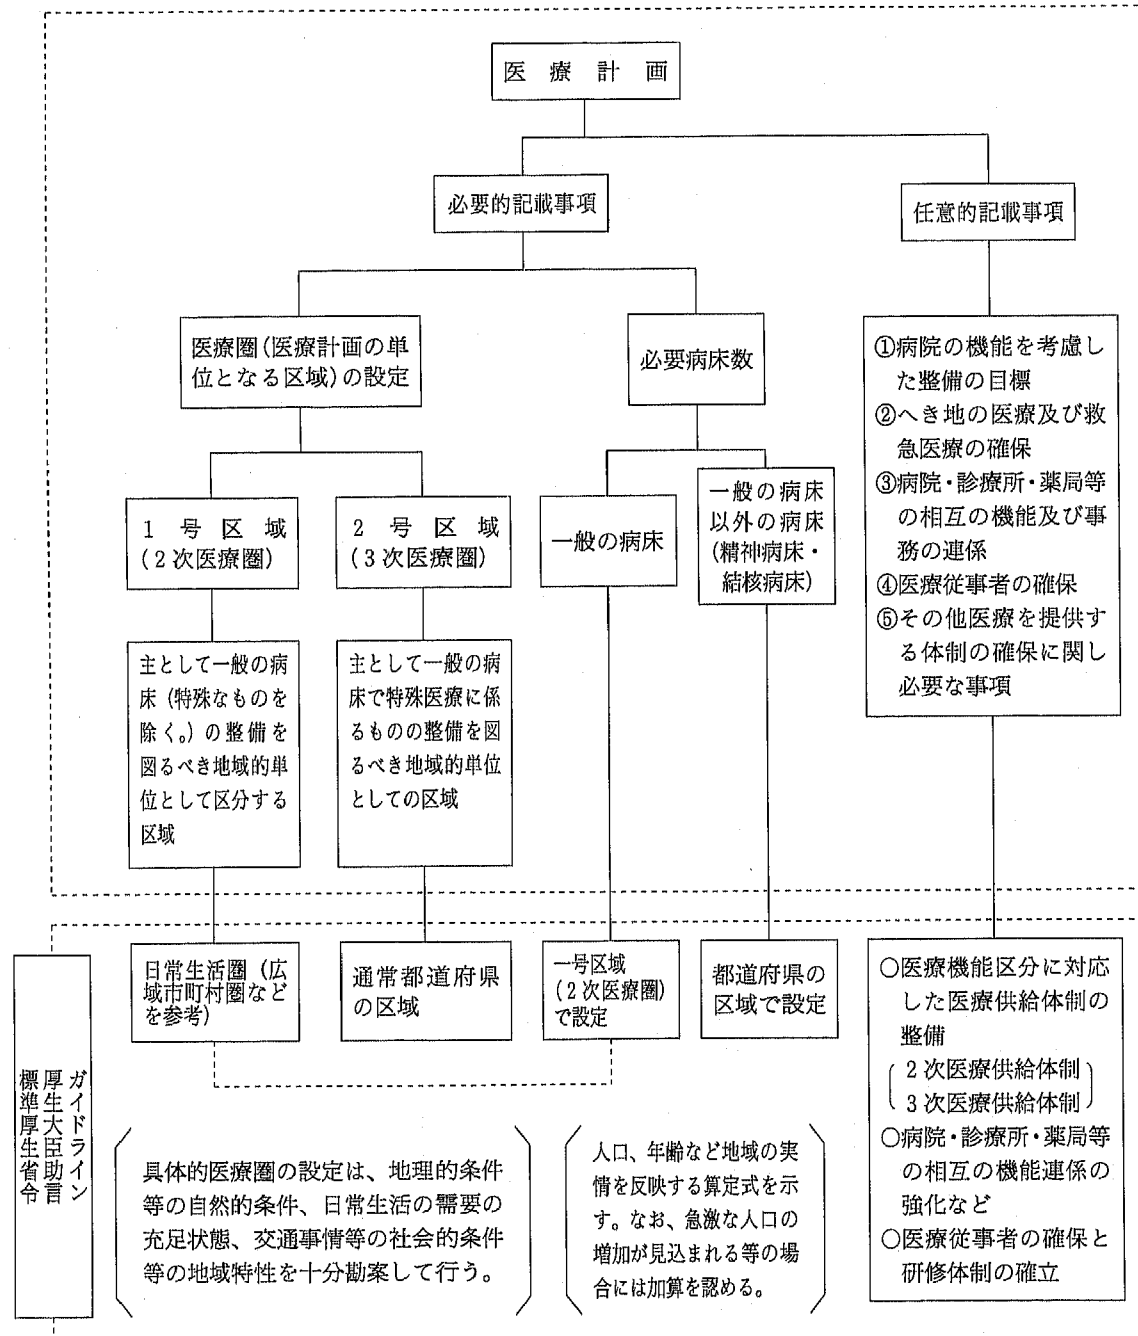 医療計画
必要的記載事項
任意的記載事項
医療圏(医療計画の単
位となる区域)の設定
必要病床数
①病院の機能を考慮し
た整備の目標
②へき地の医療及び救
急医療の確保
③病院・診療所・薬局等
の相互の機能及び事
務の連係
④医療従事者の確保
⑤その他医療を提供す
る体制の確保に関し
必要な事項
1号区域
(2次医療圏)
2号区域
(3次医療圏)
一般の病床
一般の病床
以外の病床
(精神病床・
結核病床)
主として一般の病
床(特殊なものを
除く。)の整備を
図るべき地域的単
位として区分する
区域
主として一般の病
床で特殊医療に係
るものの整備を図
るべき地域的単位
としての区域
ガイドライン
厚生大臣助言
標準厚生省令
日常生活圏(広
域市町村圏などを
参考)
通常都道府県
の区域
一号区域
(2次医療圏)
で設定
都道府県の
区域で設定
○医療機能区分に対応
した医療供給体制の
整備
2次医療供給体制
3次医療供給体制
○病院・診療所・薬局等
の相互の機能連係の
強化など
○医療従事者の確保と
研修体制の確立
具体的医療圏の設定は、地理的条件
等の自然的条件、日常生活の需要の
充足状態、交通事情等の社会的条件
等の地域特性を十分勘案して行う。
人口、年齢など地域の実
情を反映する算定式を示
す。なお、急激な人口の
増加が見込まれる等の場
合には加算を認める。